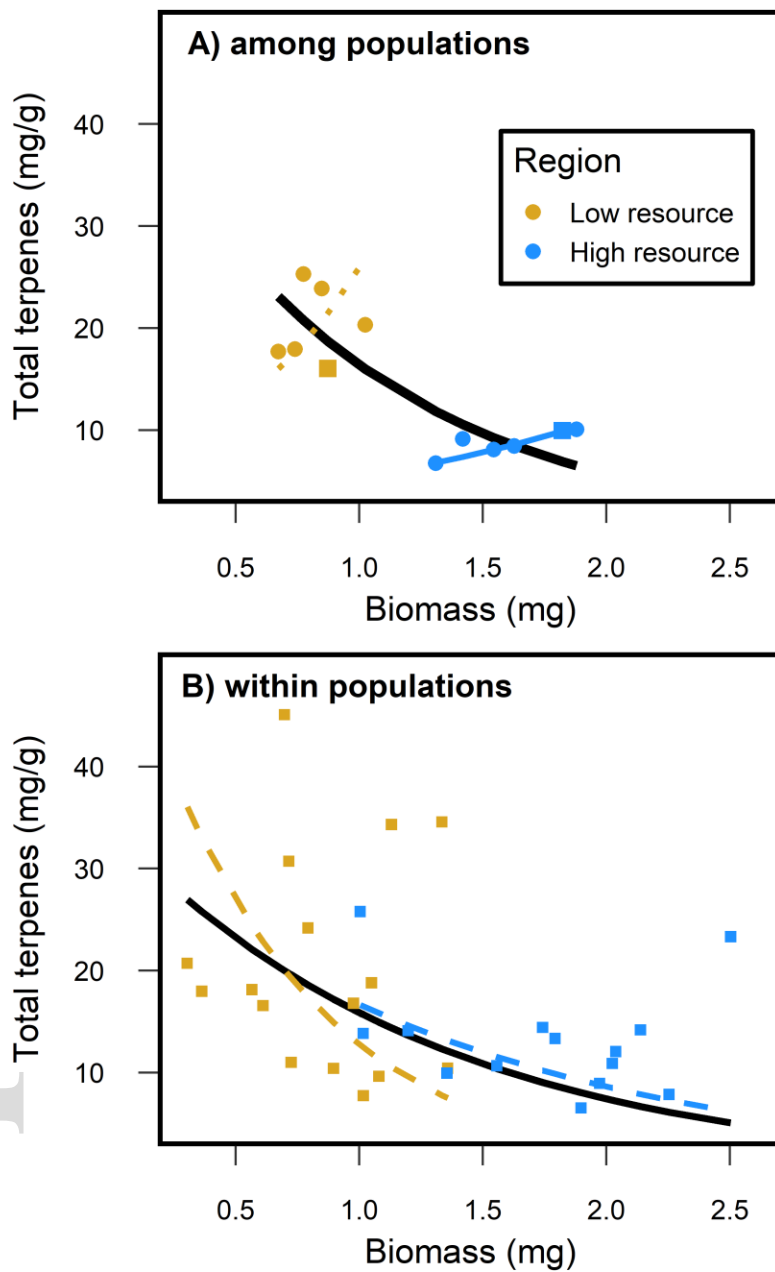 A) among populations
Total terpenes (mg/g)
40
30
20
10
Region
Low resource
High resource
0.5 1.0 1.5 2.0 2.5
Biomass (mg)
B) within populations
Total terpenes (mg/g)
40
30
20
10
0.5 1.0 1.5 2.0 2.5
Biomass (mg)